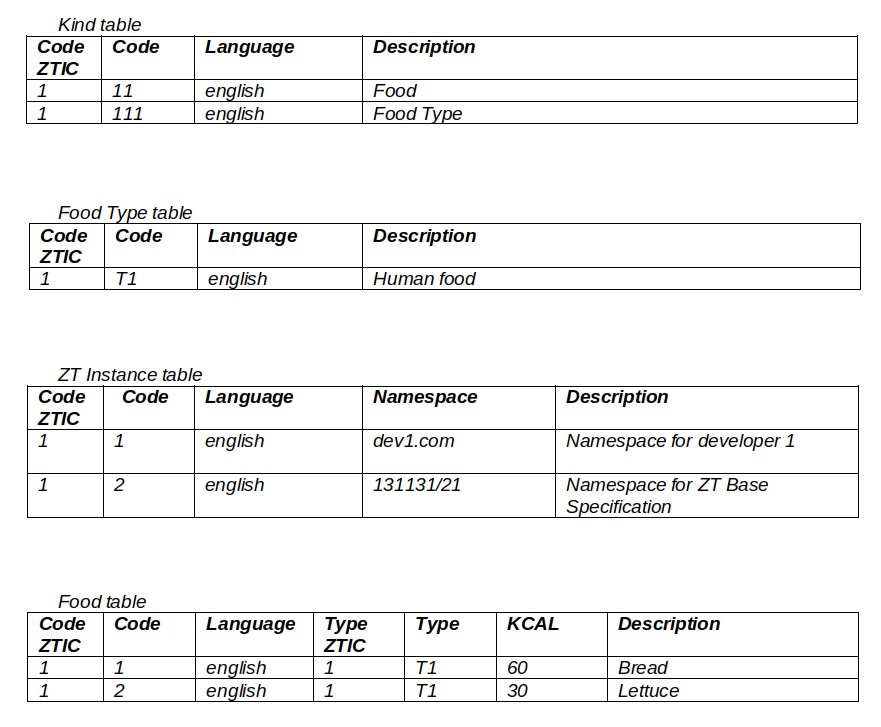 Kind table
Code ZTIC Code Language Description
1 11 english Food
1 111 english Food Type
Food Type table
Code ZTIC Code Language Description
1 T1 english Human food
ZT Instance table
Code ZTIC Code Language Namespace Description
1 1 english dev1.com Namespace for developer 1
1 2 english 131131/21 Namespace for ZT Base
Specification
Food table
Code ZTIC Code Language Type ZTIC Type KCAL Description
1 1 english 1 T1 60 Bread
1 2 english 1 T1 30 Lettuce